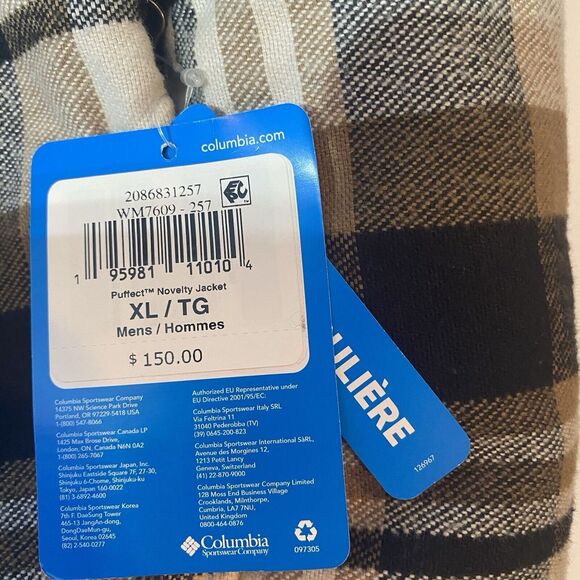 columbia.com
2086831257
WM7609 - 257
1 95981 11010 4
Puffect™ Novelty Jacket
XL / TG
Mens / Hommes
$ 150.00
Columbia Sportswear Company
14375 NW Science Park Drive
Portland, OR 97229-5418 USA
1(800) 547-8066
Columbia Sportswear Canada LP
1425 Max Brose Drive,
London, ON, Canada N6N 0A2
1-(800) 265-7067
Columbia Sportswear Japan, Inc.
Shinjuku Eastside Square 7F, 27-30,
Shinjuku 6-Chome, Shinjuku-ku
Tokyo, Japan 160-0022
(81) 3-6892-4600
Columbia Sportswear Korea
7th F. DaeSung Tower
465-13 JangAn-dong,
DongDaeMun-gu,
Seoul, Korea 02645
(82) 2-540-0277
Authorized EU Representative under
EU Directive 2001/95/EC:
Columbia Sportswear Italy SRL
Via Feltrina 11
31040 Pederobba (TV)
(39) 0645-200-823
Columbia Sportswear International SàRL,
Avenue des Morgines 12,
1213 Petit Lancy
Geneva, Switzerland
(41) 22-870-9000
Columbia Sportswear Company Limited
12B Moss End Business Village
Crooklands, Milnthorpe,
Cumbria, LA7 7NU,
United Kingdom
0800-464-0876
Columbia
Sportswear Company
097305
ULIÈRE
126967